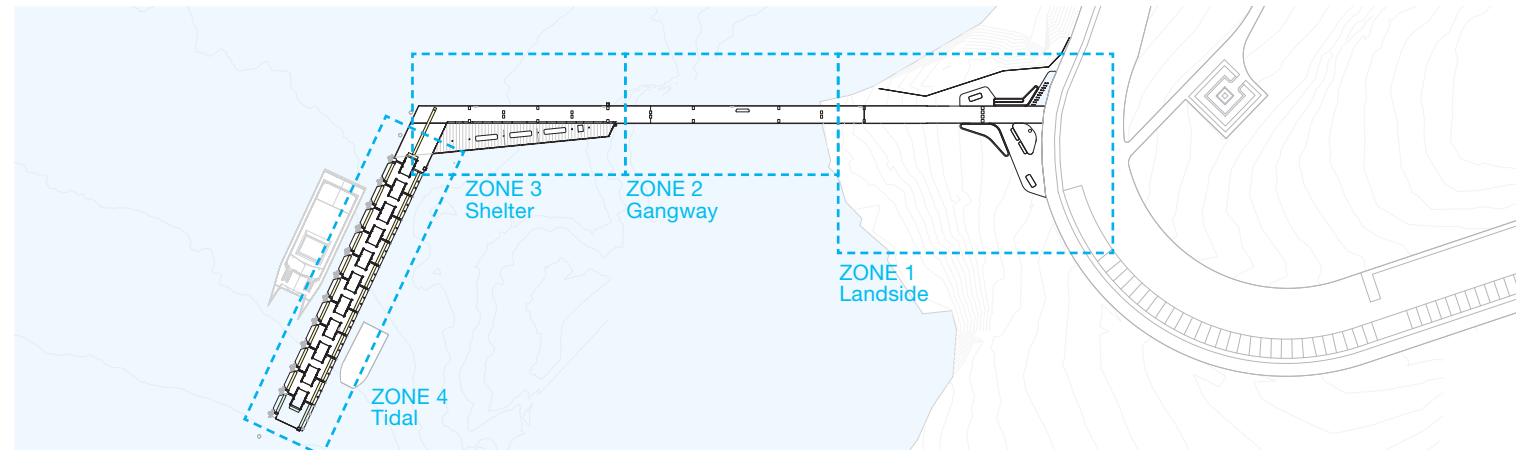 ZONE 3
Shelter
ZONE 2
Gangway
ZONE 1
Landside
ZONE 4
Tidal